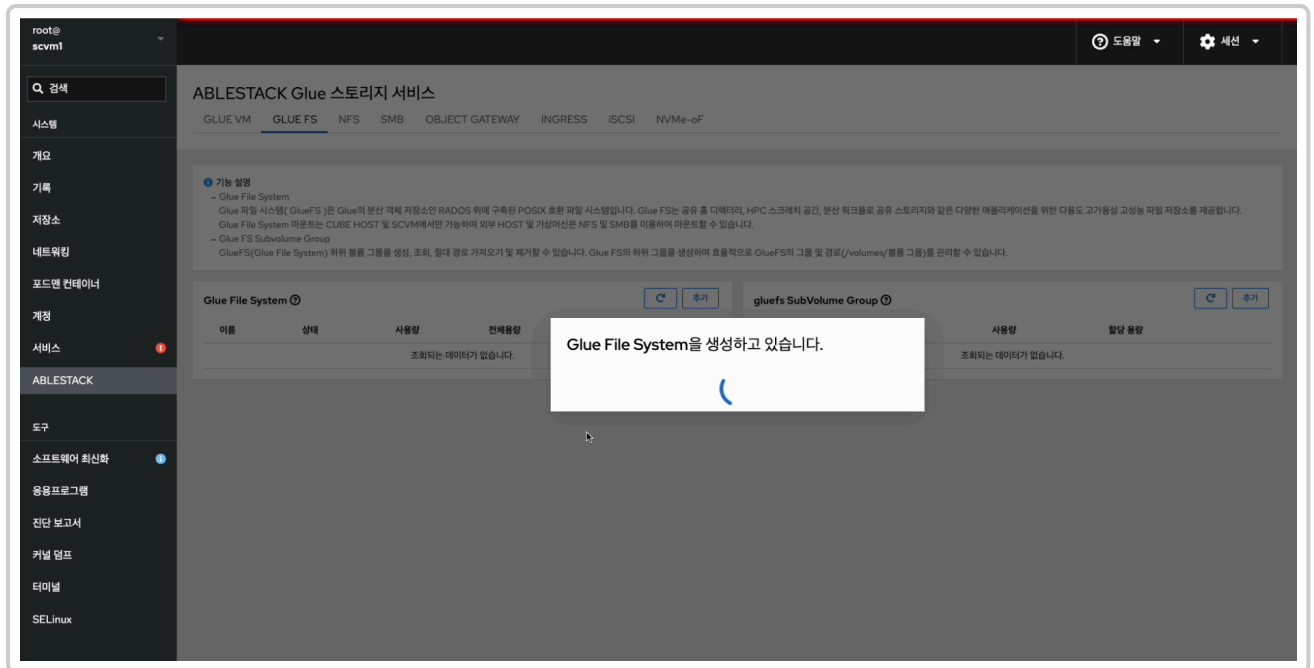 root@
scvm1
도움말
세션
검색
시스템
개요
기록
저장소
네트워킹
포드맨 컨테이너
계정
서비스
ABLESTACK
도구
소프트웨어 최신화
응용프로그램
진단 보고서
커널 덤프
터미널
SELinux
ABLESTACK Glue 스토리지 서비스
GLUE VM GLUE FS NFS SMB OBJECT GATEWAY INGRESS iSCSI NVMe-oF
기능 설명
– Glue File System
Glue 파일 시스템( GlueFS )은 Glue의 분산 객체 저장소인 RADOS 위에 구축된 POSIX 호환 파일 시스템입니다. Glue FS는 공유 홈 디렉터리, HPC 스크래치 공간, 분산 워크플로 공유 스토리지와 같은 다양한 애플리케이션을 위한 다용도 고가용성 고성능 파일 저장소를 제공합니다.
Glue File System 마운트는 CUBE HOST 및 SCVM에서만 가능하며 외부 HOST 및 가상머신은 NFS 및 SMB를 이용하여 마운트할 수 있습니다.
– Glue FS Subvolume Group
GlueFS(Glue File System) 하위 볼륨 그룹을 생성, 조회, 절대 경로 가져오기 및 제거할 수 있습니다. Glue FS의 하위 그룹을 생성하여 효율적으로 GlueFS의 그룹 및 경로(/volumes/볼륨 그룹)를 관리할 수 있습니다.
Glue File System
추가
이름 상태 사용량 전체용량
조회되는 데이터가 없습니다.
gluefs SubVolume Group
추가
사용량 할당 용량
조회되는 데이터가 없습니다.
Glue File System을 생성하고 있습니다.